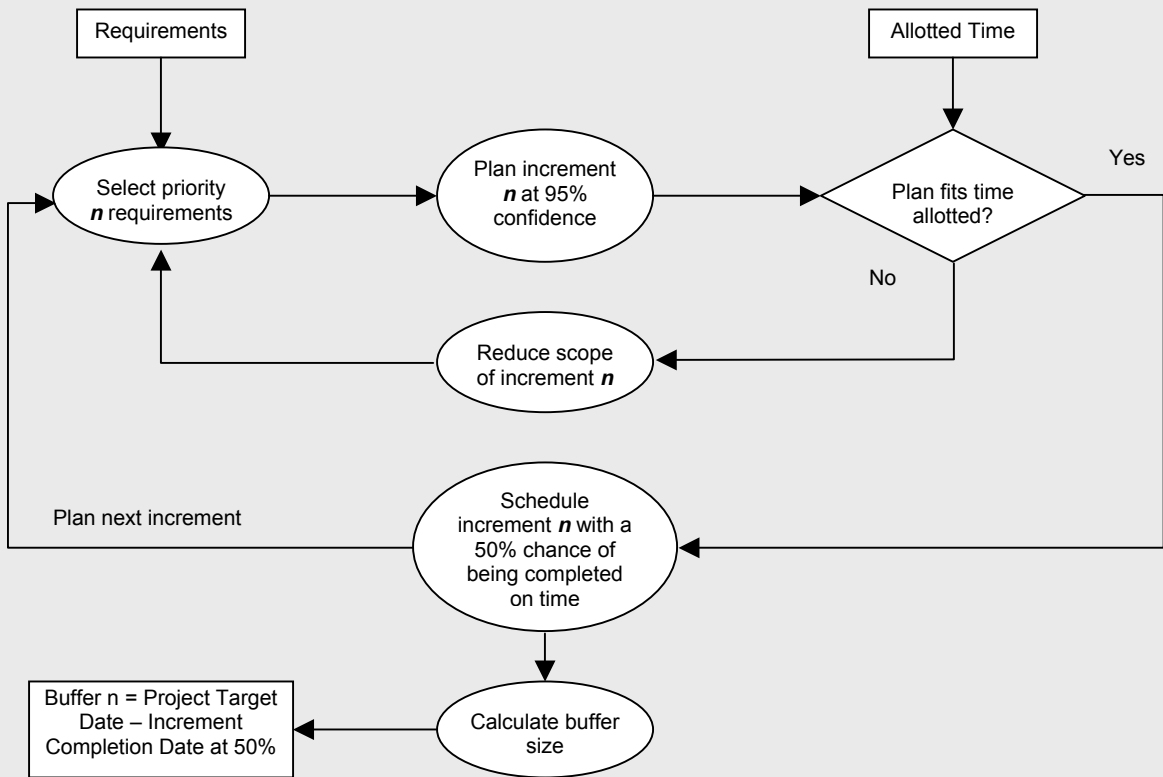 Requirements
Allotted Time
Select priority
n requirements
Plan increment
n at 95%
confidence
Plan fits time
allotted?
Yes
No
Reduce scope
of increment n
Plan next increment
Schedule
increment n with a
50% chance of
being completed
on time
Calculate buffer
size
Buffer n = Project Target
Date – Increment
Completion Date at 50%